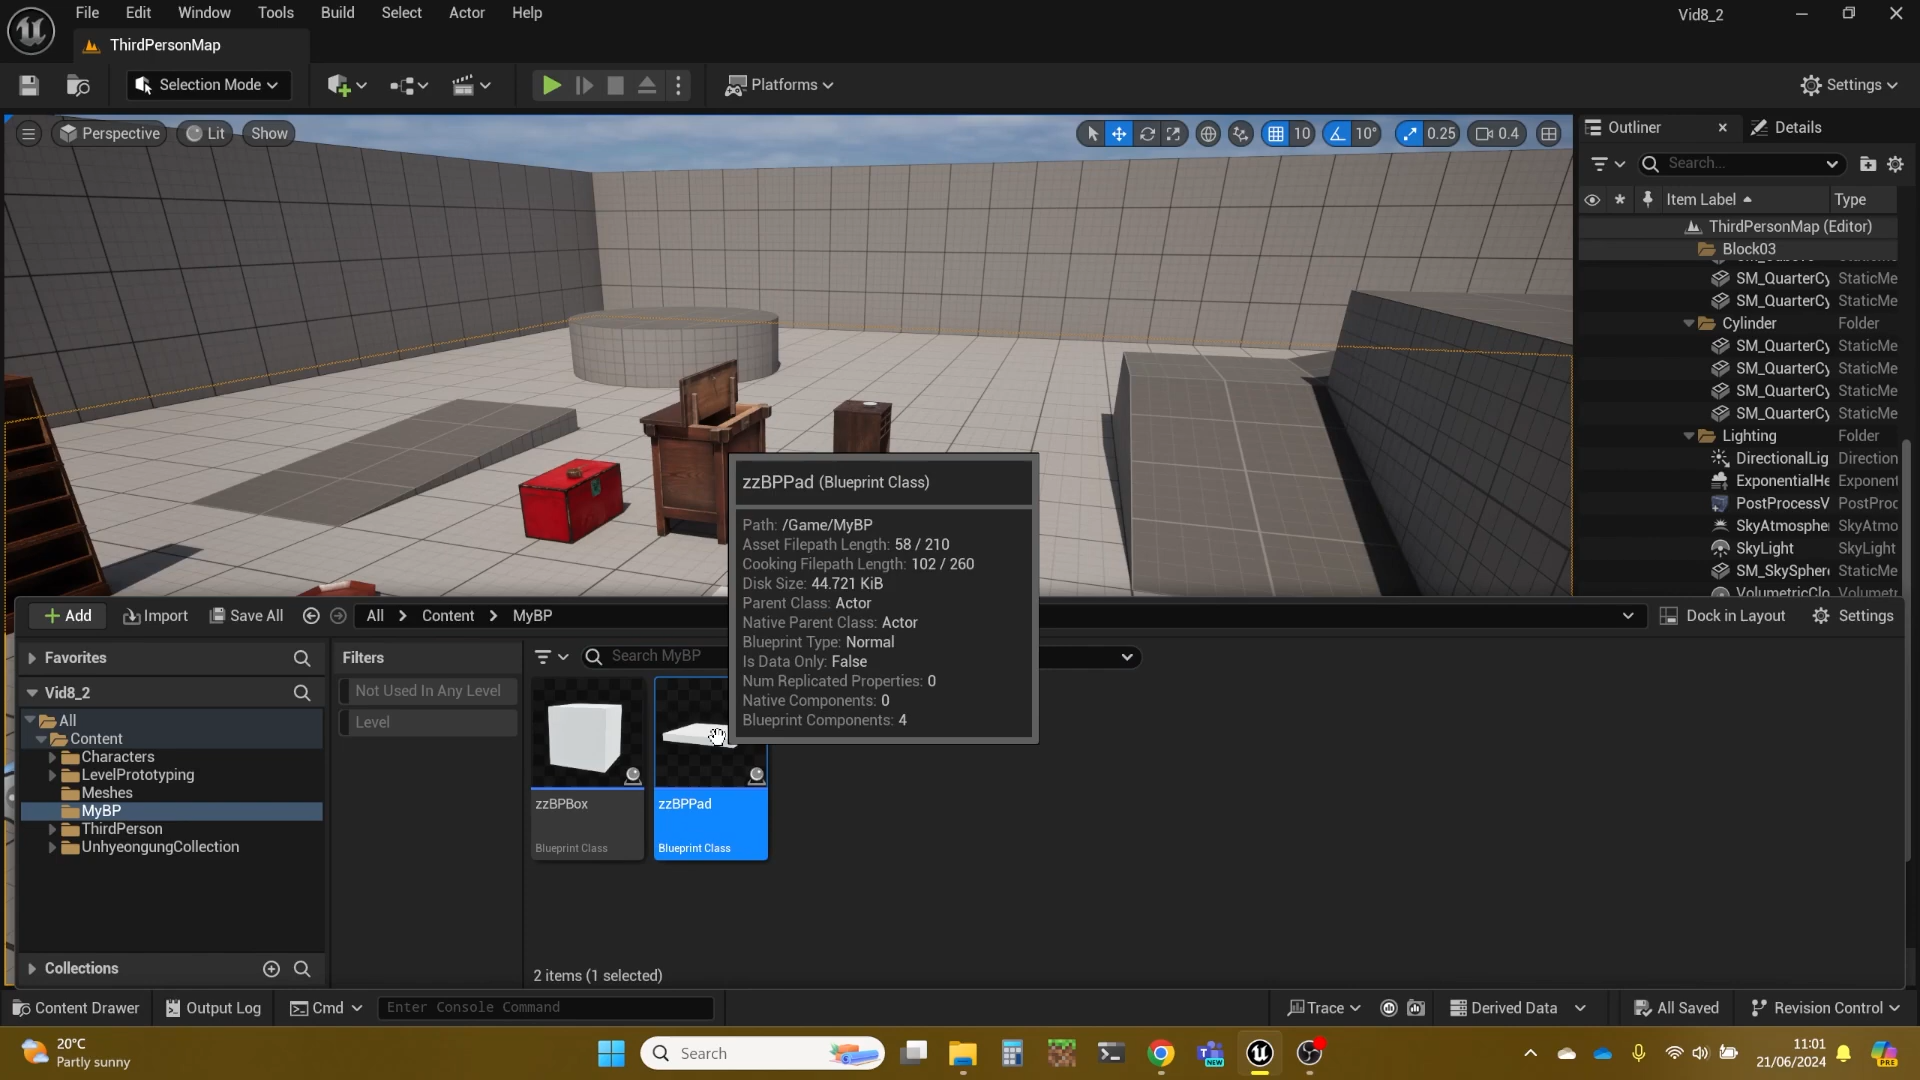 File Edit Window Tools Build Select Actor Help
Vid8_2
ThirdPersonMap
Selection Mode
Platforms
Settings
Perspective
Lit
Show
10
10°
0.25
0.4
Outliner
Details
Search...
Item Label
Type
ThirdPersonMap (Editor)
Block03
SM_QuarterCy StaticMe
SM_QuarterCy StaticMe
Cylinder Folder
SM_QuarterCy StaticMe
SM_QuarterCy StaticMe
SM_QuarterCy StaticMe
SM_QuarterCy StaticMe
Lighting Folder
DirectionalLig Direction
ExponentialHe Exponent
PostProcessV PostProc
SkyAtmosphe SkyAtmo
SkyLight SkyLight
SM_SkySphere StaticMe
VolumetricClo Volumetr
zzBPPad (Blueprint Class)
Path: /Game/MyBP
Asset Filepath Length: 58 / 210
Cooking Filepath Length: 102 / 260
Disk Size: 44.721 KiB
Parent Class: Actor
Native Parent Class: Actor
Blueprint Type: Normal
Is Data Only: False
Num Replicated Properties: 0
Native Components: 0
Blueprint Components: 4
Add
Import
Save All
All
Content
MyBP
Dock in Layout
Settings
Favorites
Vid8_2
All
Content
Characters
LevelPrototyping
Meshes
MyBP
ThirdPerson
UnhyeongungCollection
Collections
Filters
Not Used In Any Level
Level
Search MyBP
zzBPBox
Blueprint Class
zzBPPad
Blueprint Class
2 items (1 selected)
Content Drawer
Output Log
Cmd
Enter Console Command
Trace
Derived Data
All Saved
Revision Control
20°C
Partly sunny
Search
NEW
11:01
21/06/2024
PRE